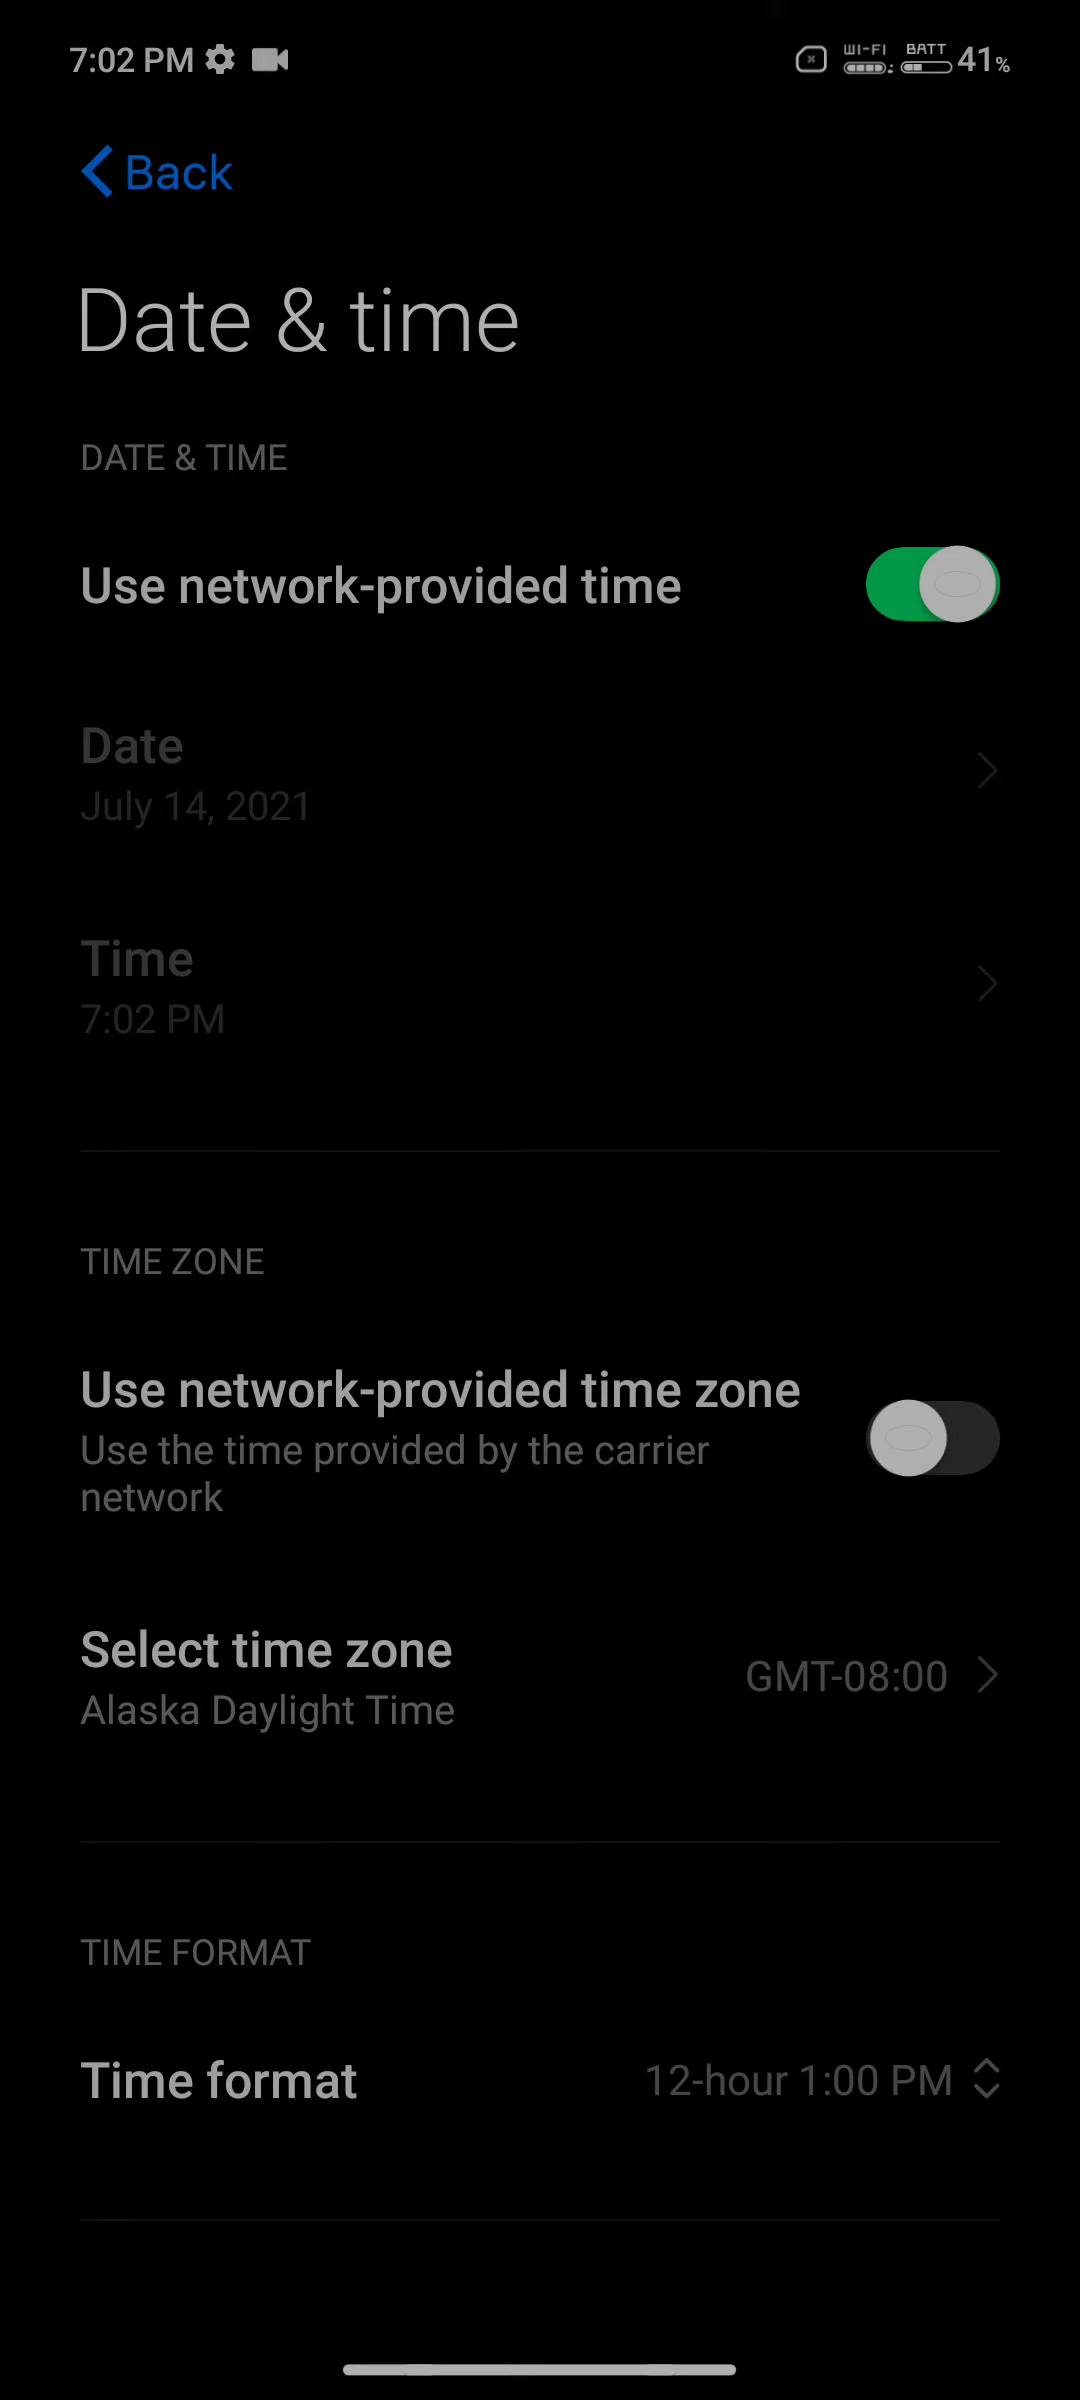 7:02 PM WI-FI BATT 41%
Back
Date & time
DATE & TIME
Use network-provided time
Date
July 14, 2021
Time
7:02 PM
TIME ZONE
Use network-provided time zone
Use the time provided by the carrier
network
Select time zone
GMT-08:00
Alaska Daylight Time
TIME FORMAT
Time format
12-hour 1:00 PM